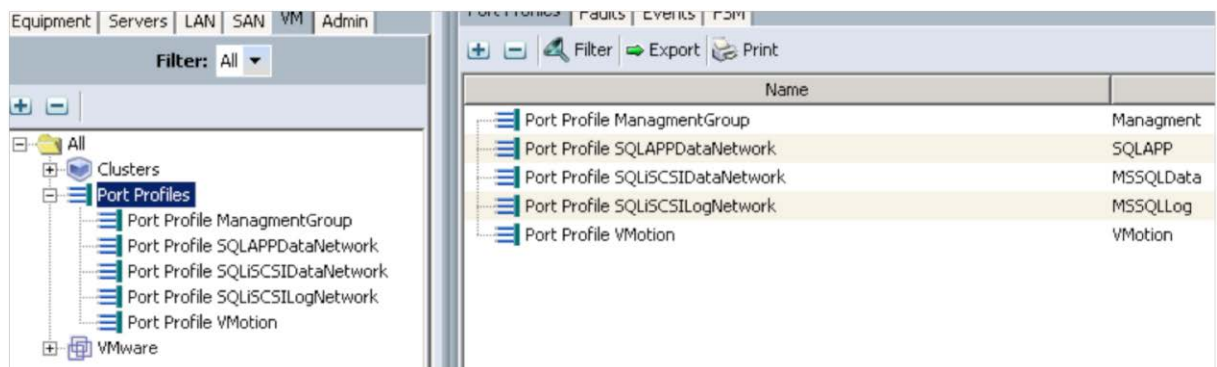 Equipment Servers LAN SAN VM Admin
Filter: All
All
Clusters
Port Profiles
Port Profile ManagmentGroup
Port Profile SQLAPPDataNetwork
Port Profile SQLiSCSIDataNetwork
Port Profile SQLiSCSILogNetwork
Port Profile VMotion
VMware
Port Profiles Faults Events FSM
Filter Export Print
Name
Port Profile ManagmentGroup Managment
Port Profile SQLAPPDataNetwork SQLAPP
Port Profile SQLiSCSIDataNetwork MSSQLData
Port Profile SQLiSCSILogNetwork MSSQLLog
Port Profile VMotion VMotion